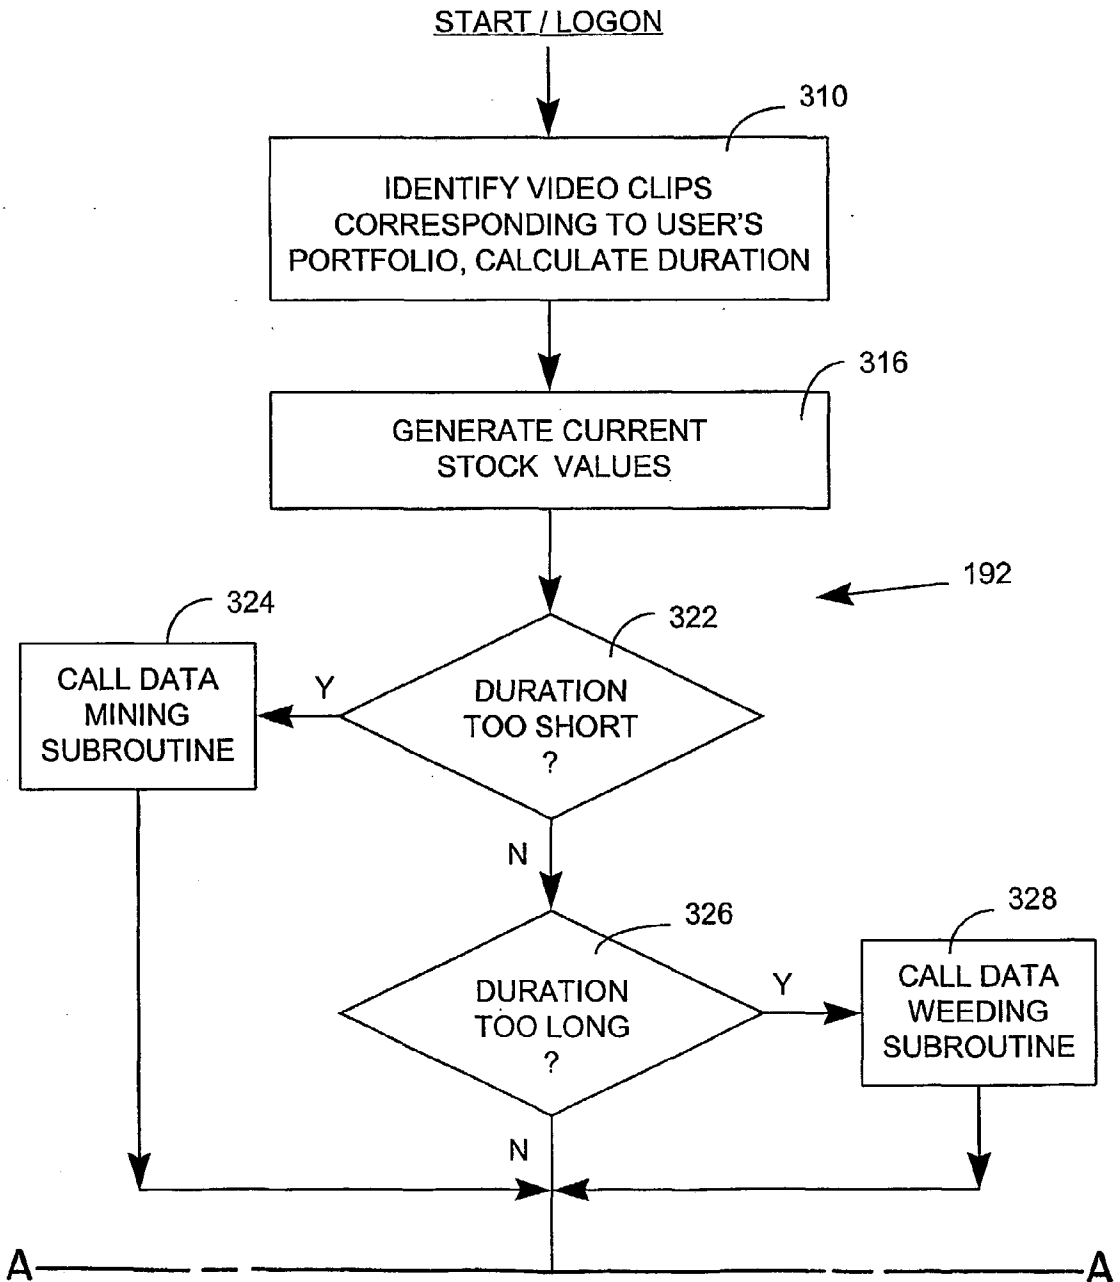 START / LOGON
310
IDENTIFY VIDEO CLIPS
CORRESPONDING TO USER'S
PORTFOLIO, CALCULATE DURATION
316
GENERATE CURRENT
STOCK VALUES
192
324
322
CALL DATA
MINING
SUBROUTINE
Y
DURATION
TOO SHORT
?
N
326
328
DURATION
TOO LONG
?
Y
CALL DATA
WEEDING
SUBROUTINE
N
A A